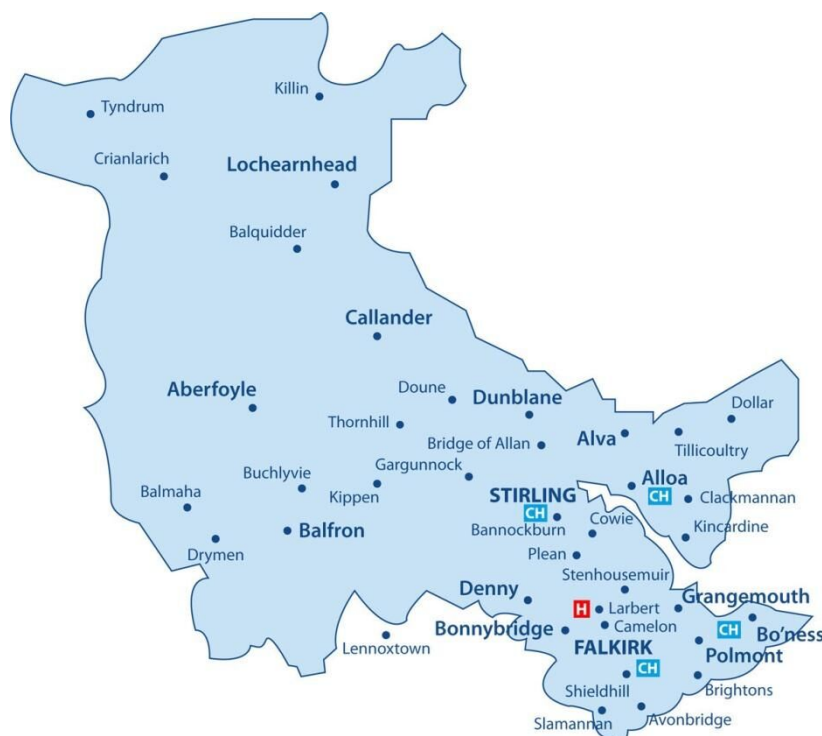 Killin
Tyndrum
Crianlarich
Lochearnhead
Balquidder
Callander
Aberfoyle
Doune
Dunblane
Dollar
Thornhill
Bridge of Allan
Alva
Tillicoultry
Gargunnock
Buchlyvie
Kippen
Balmaha
STIRLING
CH
Alloa
CH
Clackmannan
Bannockburn
Cowie
Kincardine
Balfron
Drymen
Plean
Stenhousemuir
Denny
Grangemouth
H
Larbert
Bonnybridge
Camelon
CH
Bo'ness
Lennoxtown
FALKIRK
CH
Polmont
Shieldhill
Brightons
Slamannan
Avonbridge